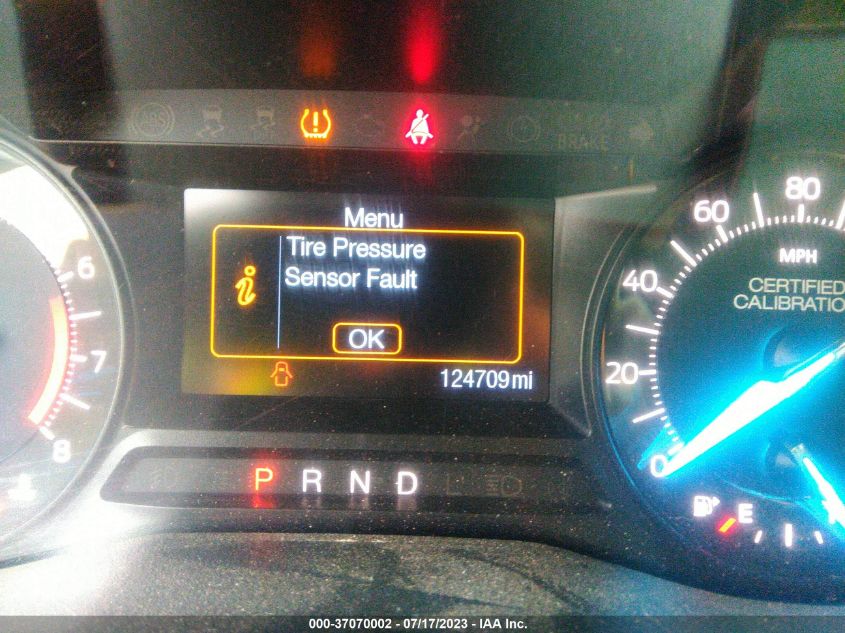 BRAKE
Menu
Tire Pressure
Sensor Fault
i
OK
124709 mi
6
7
8
P R N D L
0
20
40
60
80
MPH
CERTIFIED
CALIBRATIO
E
000-37070002 - 07/17/2023 - IAA Inc.